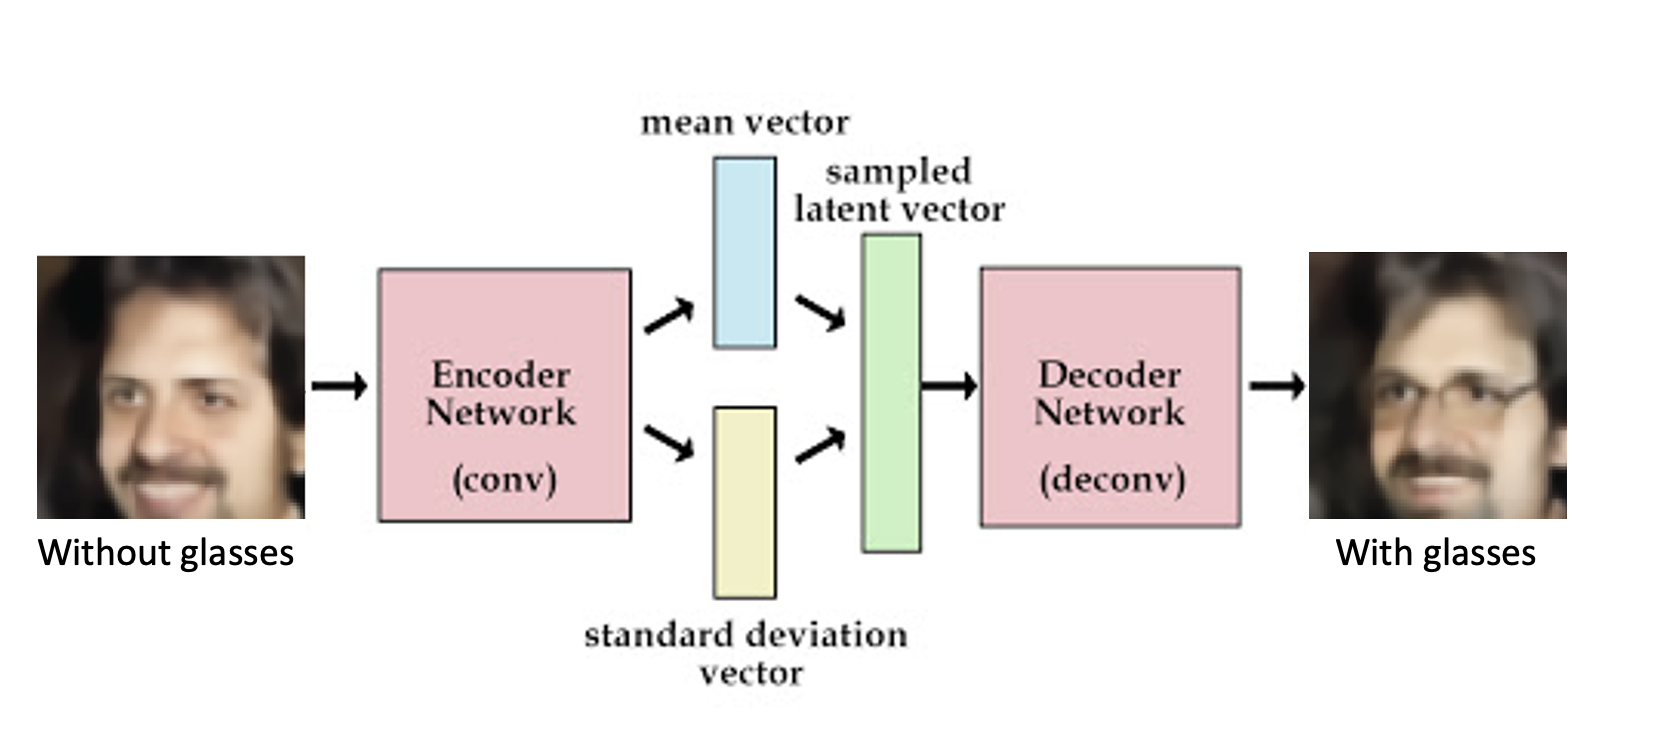 mean vector
sampled
latent vector
Encoder
Network
(conv)
Decoder
Network
(deconv)
Without glasses
With glasses
standard deviation
vector